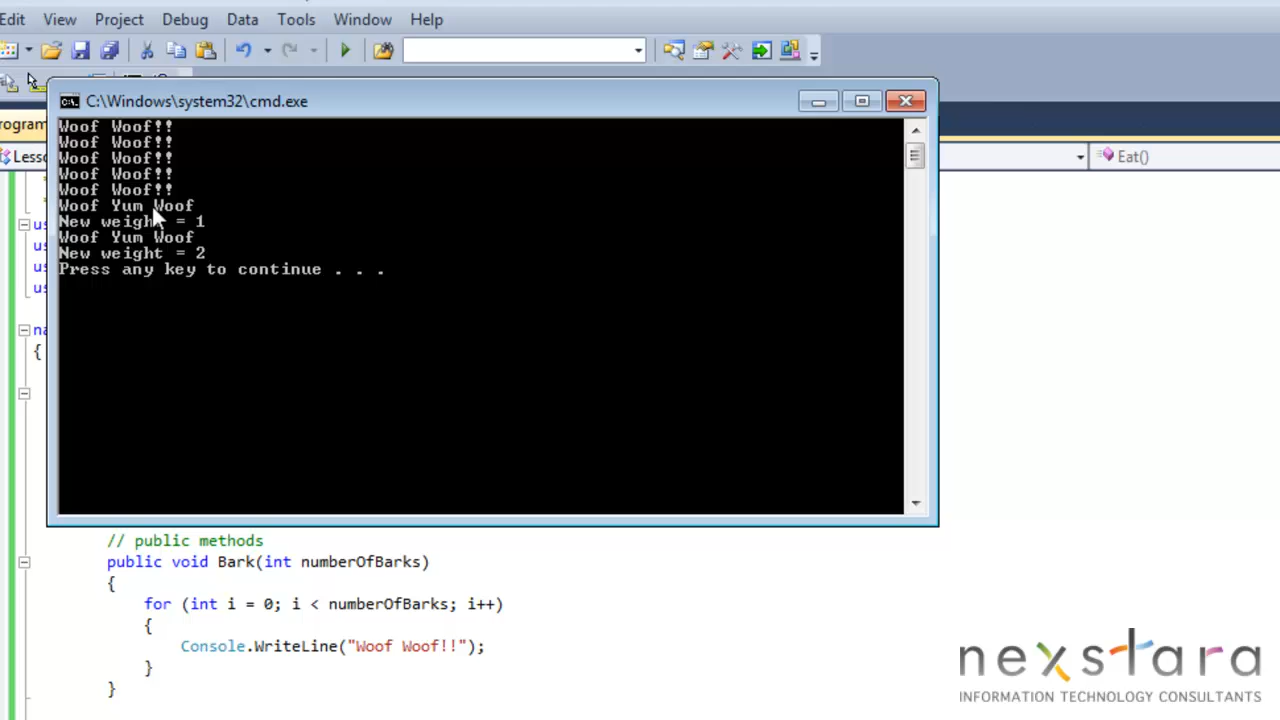 Edit View Project Debug Data Tools Window Help
C:\Windows\system32\cmd.exe
Woof Woof!!
Woof Woof!!
Woof Woof!!
Woof Woof!!
Woof Woof!!
Woof Yum Woof
New weight = 1
Woof Yum Woof
New weight = 2
Press any key to continue . . .
Eat()
{
// public methods
public void Bark(int numberOfBarks)
{
for (int i = 0; i < numberOfBarks; i++)
{
Console.WriteLine("Woof Woof!!");
}
}
nexstara
INFORMATION TECHNOLOGY CONSULTANTS